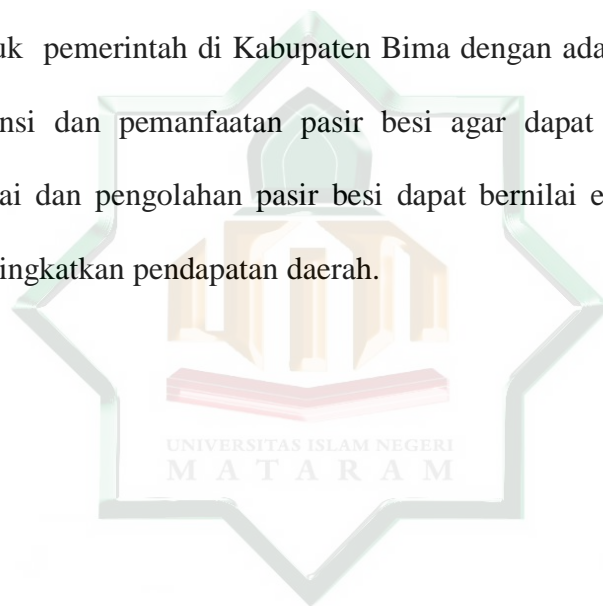 uk pemerintah di Kabupaten Bima dengan ada
nsi dan pemanfaatan pasir besi agar dapat
ai dan pengolahan pasir besi dapat bernilai e
ingkatkan pendapatan daerah.
UNIVERSITAS ISLAM NEGERI
MATARAM